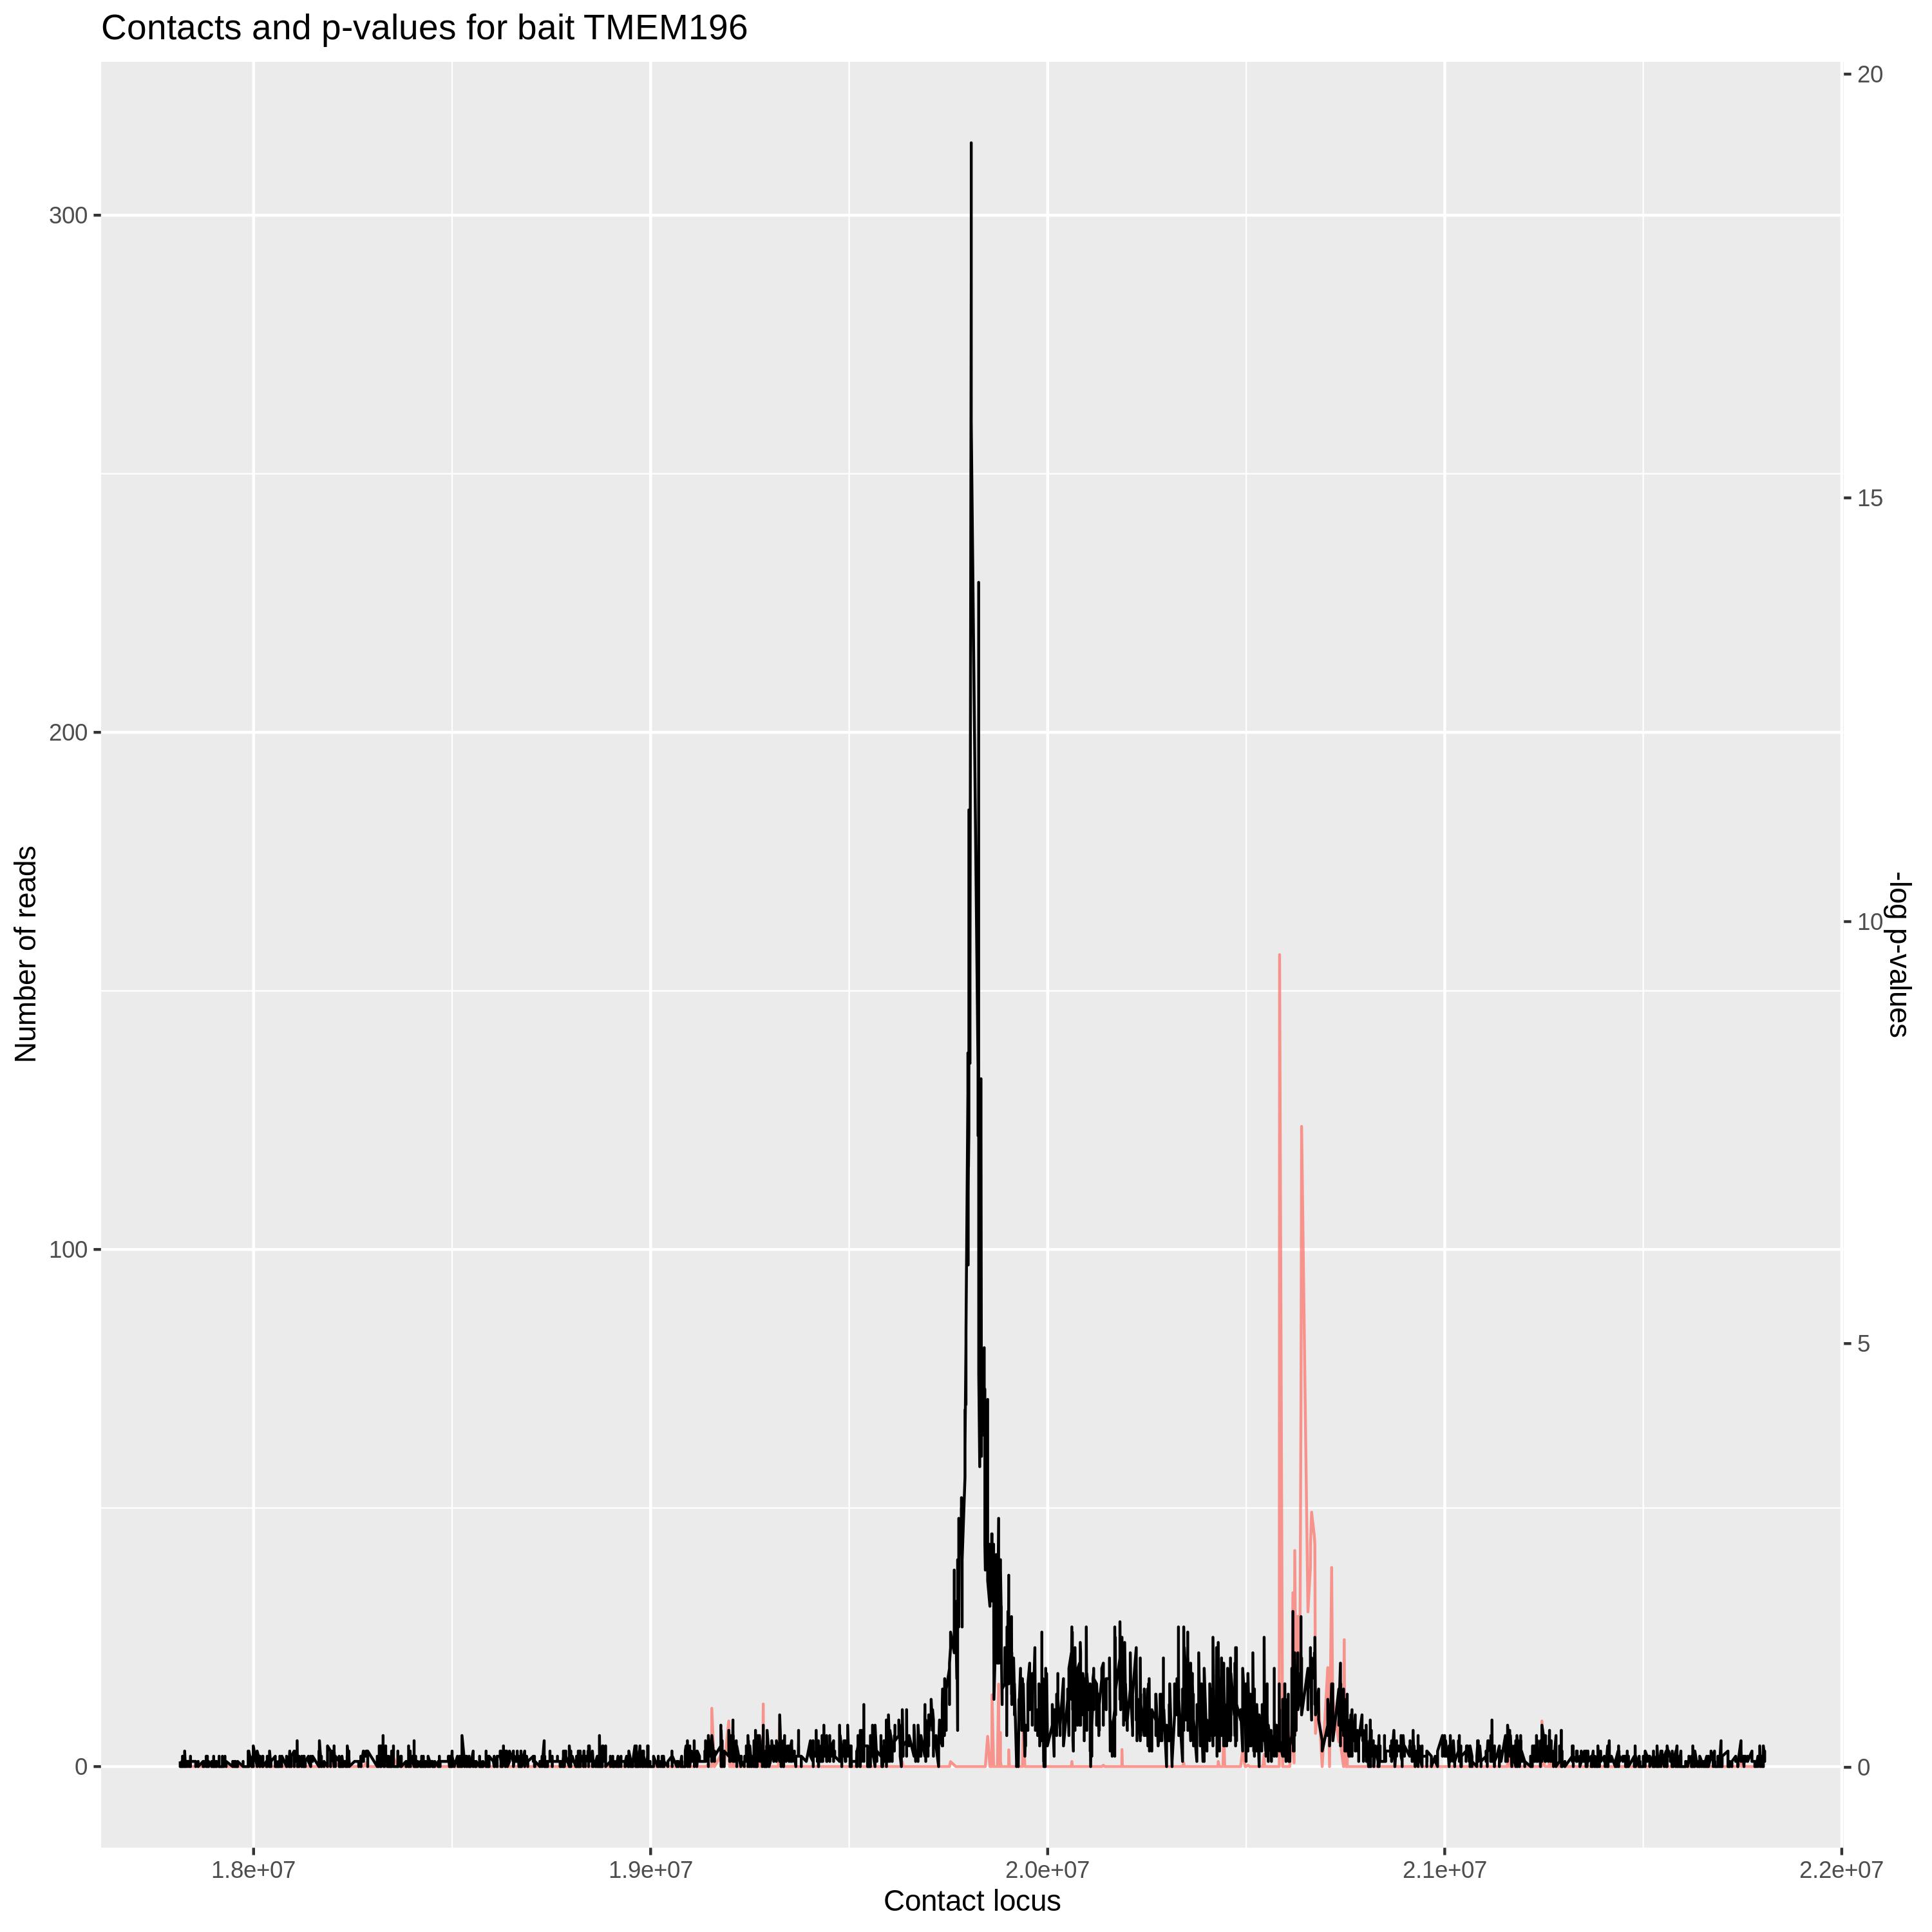 Contacts and p-values for bait TMEM196
Number of reads
300
200
100
0
20
15
10
5
0
-log p-values
1.8e+07 1.9e+07 2.0e+07 2.1e+07 2.2e+07
Contact locus